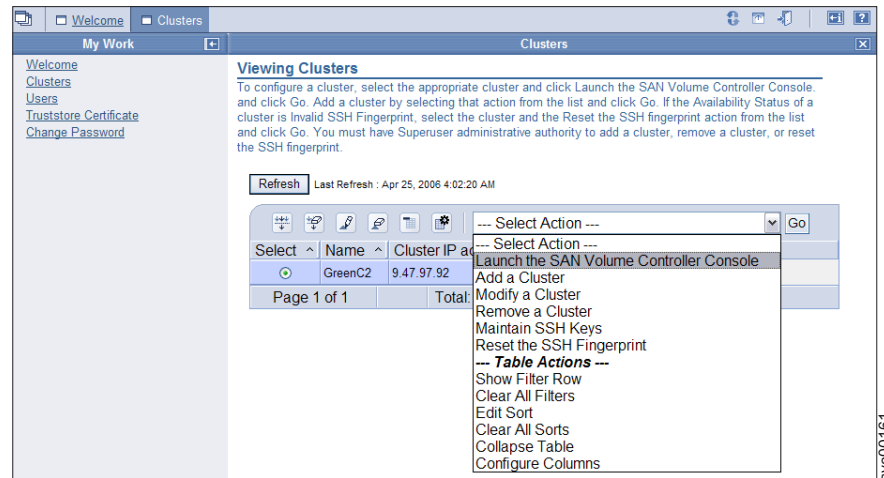 Welcome
Clusters
My Work
Clusters
Welcome
Clusters
Users
Truststore Certificate
Change Password
Viewing Clusters
To configure a cluster, select the appropriate cluster and click Launch the SAN Volume Controller Console.
and click Go. Add a cluster by selecting that action from the list and click Go. If the Availability Status of a
cluster is Invalid SSH Fingerprint, select the cluster and the Reset the SSH fingerprint action from the list
and click Go. You must have Superuser administrative authority to add a cluster, remove a cluster, or reset
the SSH fingerprint.
Refresh Last Refresh : Apr 25, 2006 4:02:20 AM
--- Select Action --- Go
Select Name Cluster IP
GreenC2 9.47.97.92
Page 1 of 1 Total:
--- Select Action ---
Launch the SAN Volume Controller Console
Add a Cluster
Modify a Cluster
Remove a Cluster
Maintain SSH Keys
Reset the SSH Fingerprint
--- Table Actions ---
Show Filter Row
Clear All Filters
Edit Sort
Clear All Sorts
Collapse Table
Configure Columns